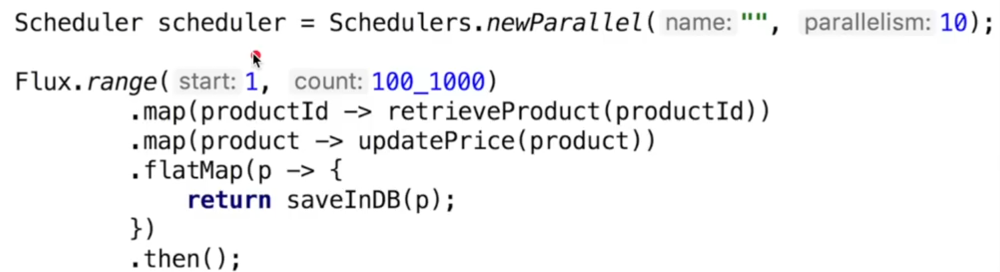 Scheduler scheduler = Schedulers.newParallel( name: "", parallelism: 10);
Flux.range( start: 1, count: 100_1000)
.map(productId -> retrieveProduct(productId))
.map(product -> updatePrice(product))
.flatMap(p -> {
return saveInDB(p);
})
.then();